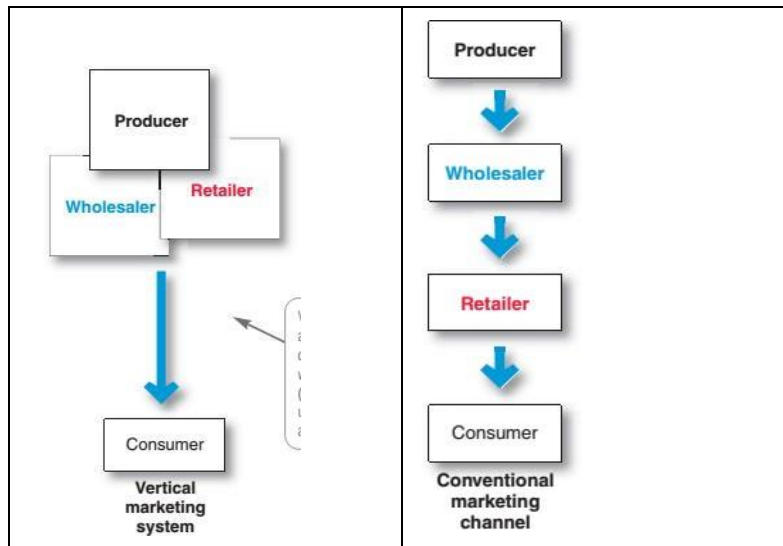 Producer
Wholesaler
Retailer
Consumer
Vertical
marketing
system
Producer
Wholesaler
Retailer
Consumer
Conventional
marketing
channel